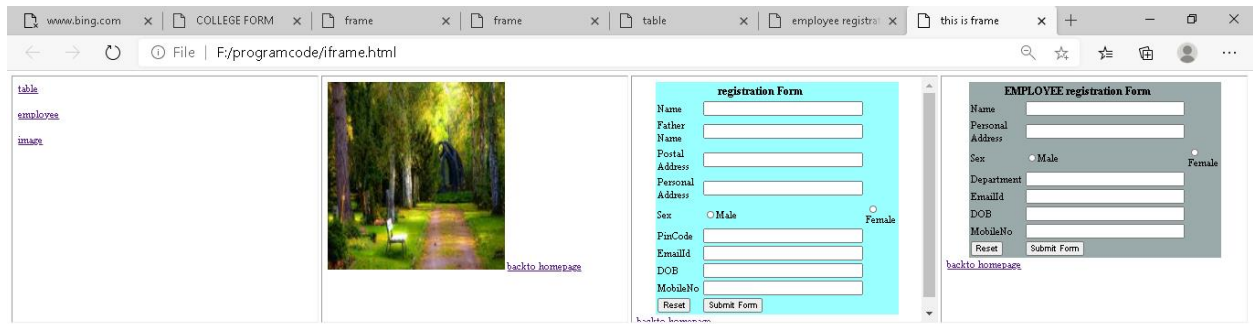 www.bing.com
COLLEGE FORM
frame
frame
table
employee registrat
this is frame
File | F:/programcode/iframe.html
table
employee
image
backto homepage
registration Form
Name
Father
Name
Postal
Address
Personal
Address
Sex Male
Female
PinCode
EmailId
DOB
MobileNo
Reset Submit Form
backto homepage
EMPLOYEE registration Form
Name
Personal
Address
Sex Male
Female
Department
EmailId
DOB
MobileNo
Reset Submit Form
backto homepage